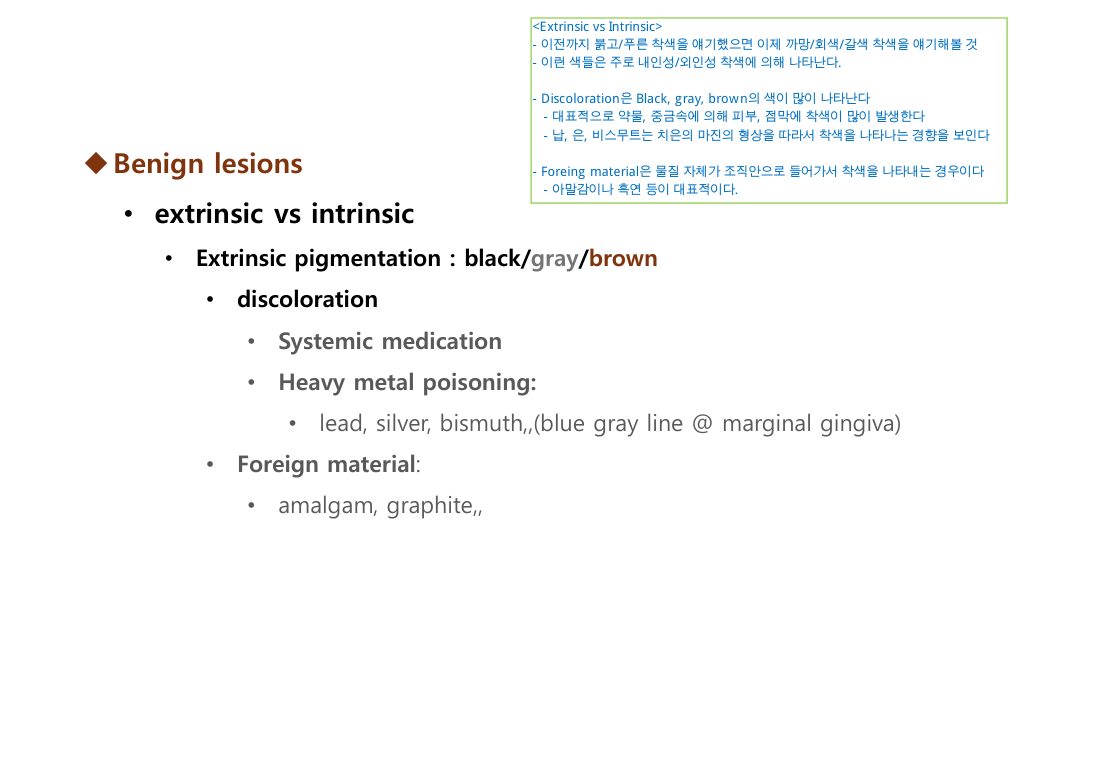 <Extrinsic vs Intrinsic>
- 이전까지 붉고/푸른 착색을 얘기했으면 이제 까망/회색/갈색 착색을 얘기해볼 것
- 이런 색들은 주로 내인성/외인성 착색에 의해 나타난다.
- Discoloration은 Black, gray, brown의 색이 많이 나타난다
- 대표적으로 약물, 중금속에 의해 피부, 점막에 착색이 많이 발생한다
- 납, 은, 비스무트는 치은의 마진의 형상을 따라서 착색을 나타나는 경향을 보인다
- Foreing material은 물질 자체가 조직안으로 들어가서 착색을 나타내는 경우이다
- 아말감이나 흑연 등이 대표적이다.
◆ Benign lesions
• extrinsic vs intrinsic
• Extrinsic pigmentation : black/gray/brown
• discoloration
• Systemic medication
• Heavy metal poisoning:
• lead, silver, bismuth,,(blue gray line @ marginal gingiva)
• Foreign material:
• amalgam, graphite,,